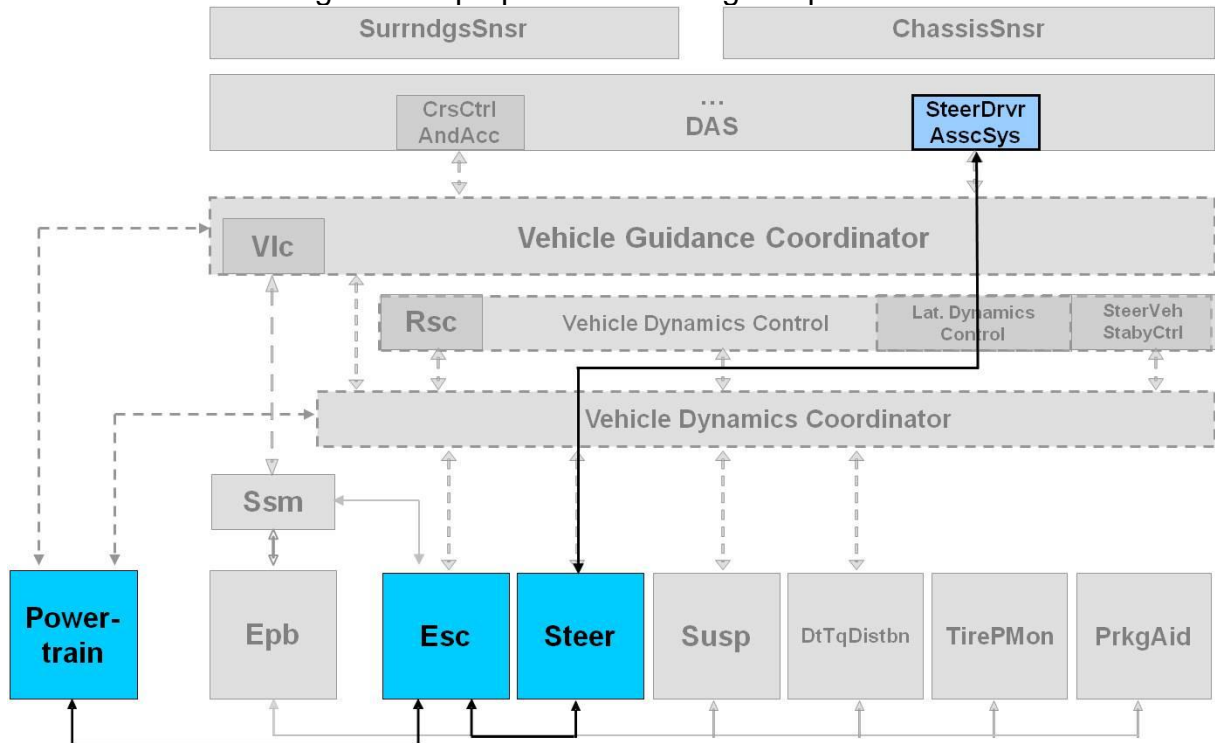 SurrndgsSnsr
ChassisSnsr
CrsCtrl
AndAcc
...
DAS
SteerDrvr
AsscSys
Vlc
Vehicle Guidance Coordinator
Rsc
Vehicle Dynamics Control
Lat. Dynamics
Control
SteerVeh
StabyCtrl
Vehicle Dynamics Coordinator
Ssm
Power-
train
Epb
Esc
Steer
Susp
DtTqDistbn
TirePMon
PrkgAid